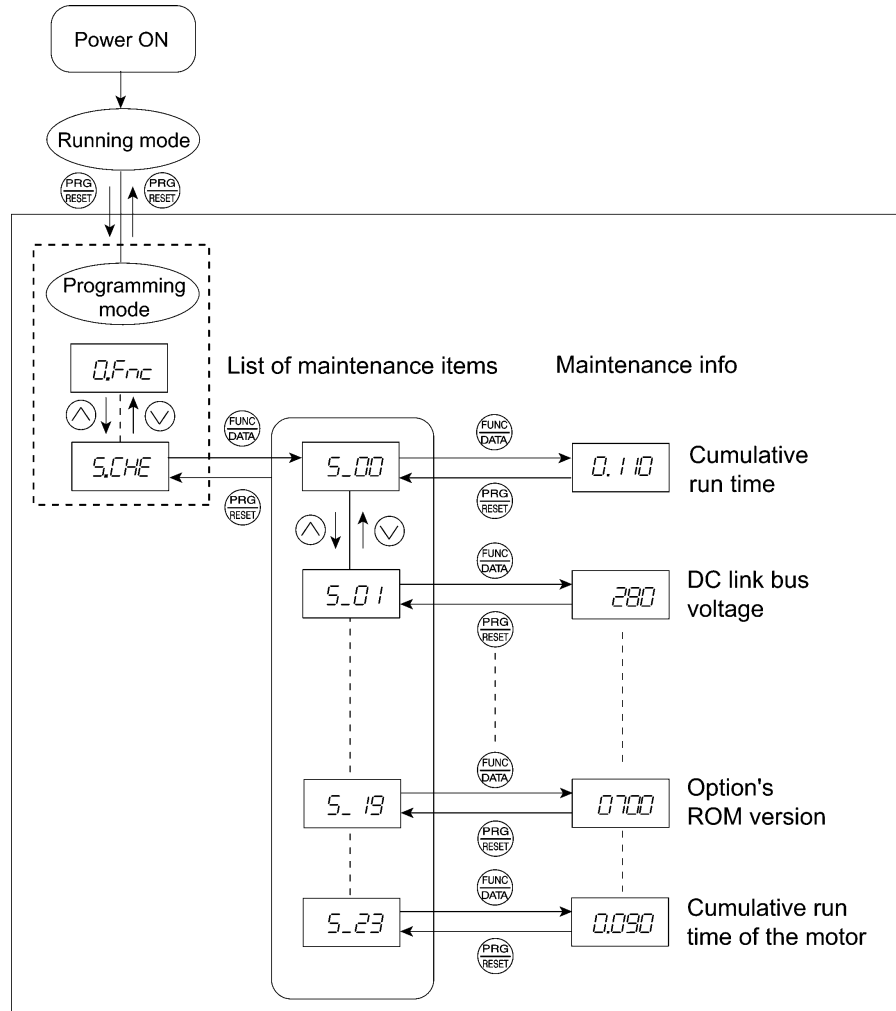 Power ON
Running mode
PRG
RESET
PRG
RESET
Programming
mode
0.Fnc
List of maintenance items
Maintenance info
FUNC
DATA
FUNC
DATA
5.CHE
5_00
0.110
Cumulative
run time
PRG
RESET
PRG
RESET
FUNC
DATA
5_01
280
DC link bus
voltage
PRG
RESET
FUNC
DATA
5_19
0700
Option's
ROM version
PRG
RESET
FUNC
DATA
5_23
0.090
Cumulative run
time of the motor
PRG
RESET